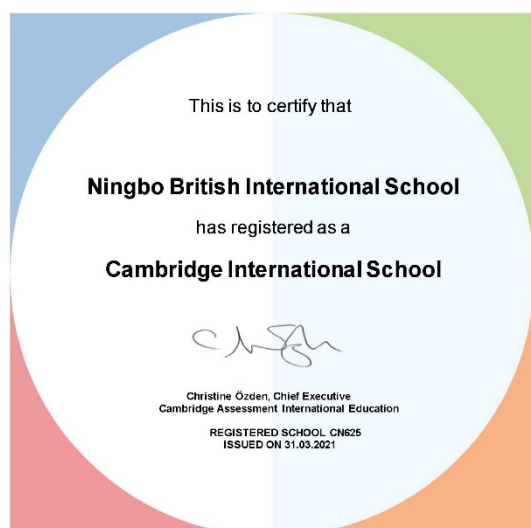 This is to certify that
Ningbo British International School
has registered as a
Cambridge International School
Christine Özden, Chief Executive
Cambridge Assessment International Education
REGISTERED SCHOOL CN625
ISSUED ON 31.03.2021